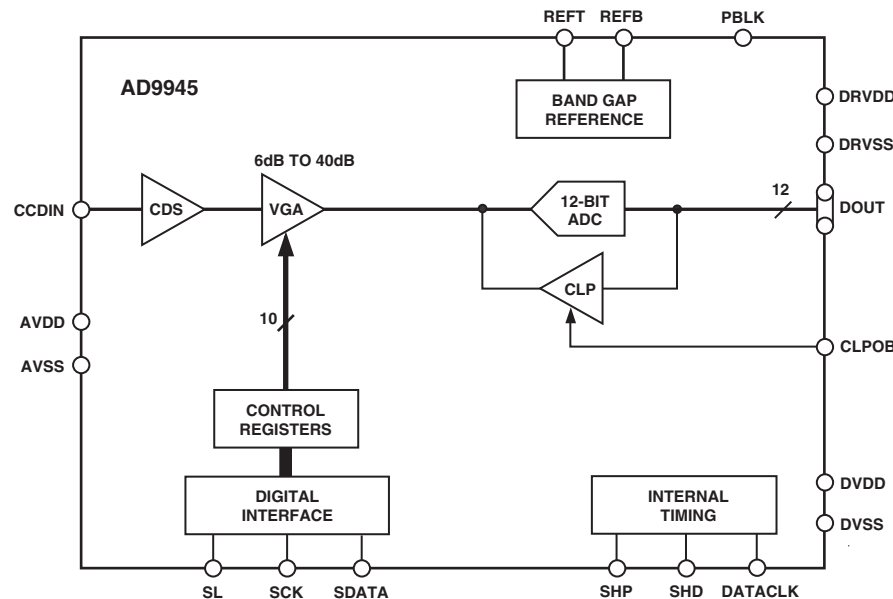 REFT REFB PBLK
AD9945
BAND GAP
REFERENCE
DRVDD
DRVSS
6dB TO 40dB
CCDIN
CDS
VGA
12-BIT
ADC
12
DOUT
CLP
AVDD
10
AVSS
CLPOB
CONTROL
REGISTERS
DIGITAL
INTERFACE
INTERNAL
TIMING
DVDD
DVSS
SL SCK SDATA SHP SHD DATACLK